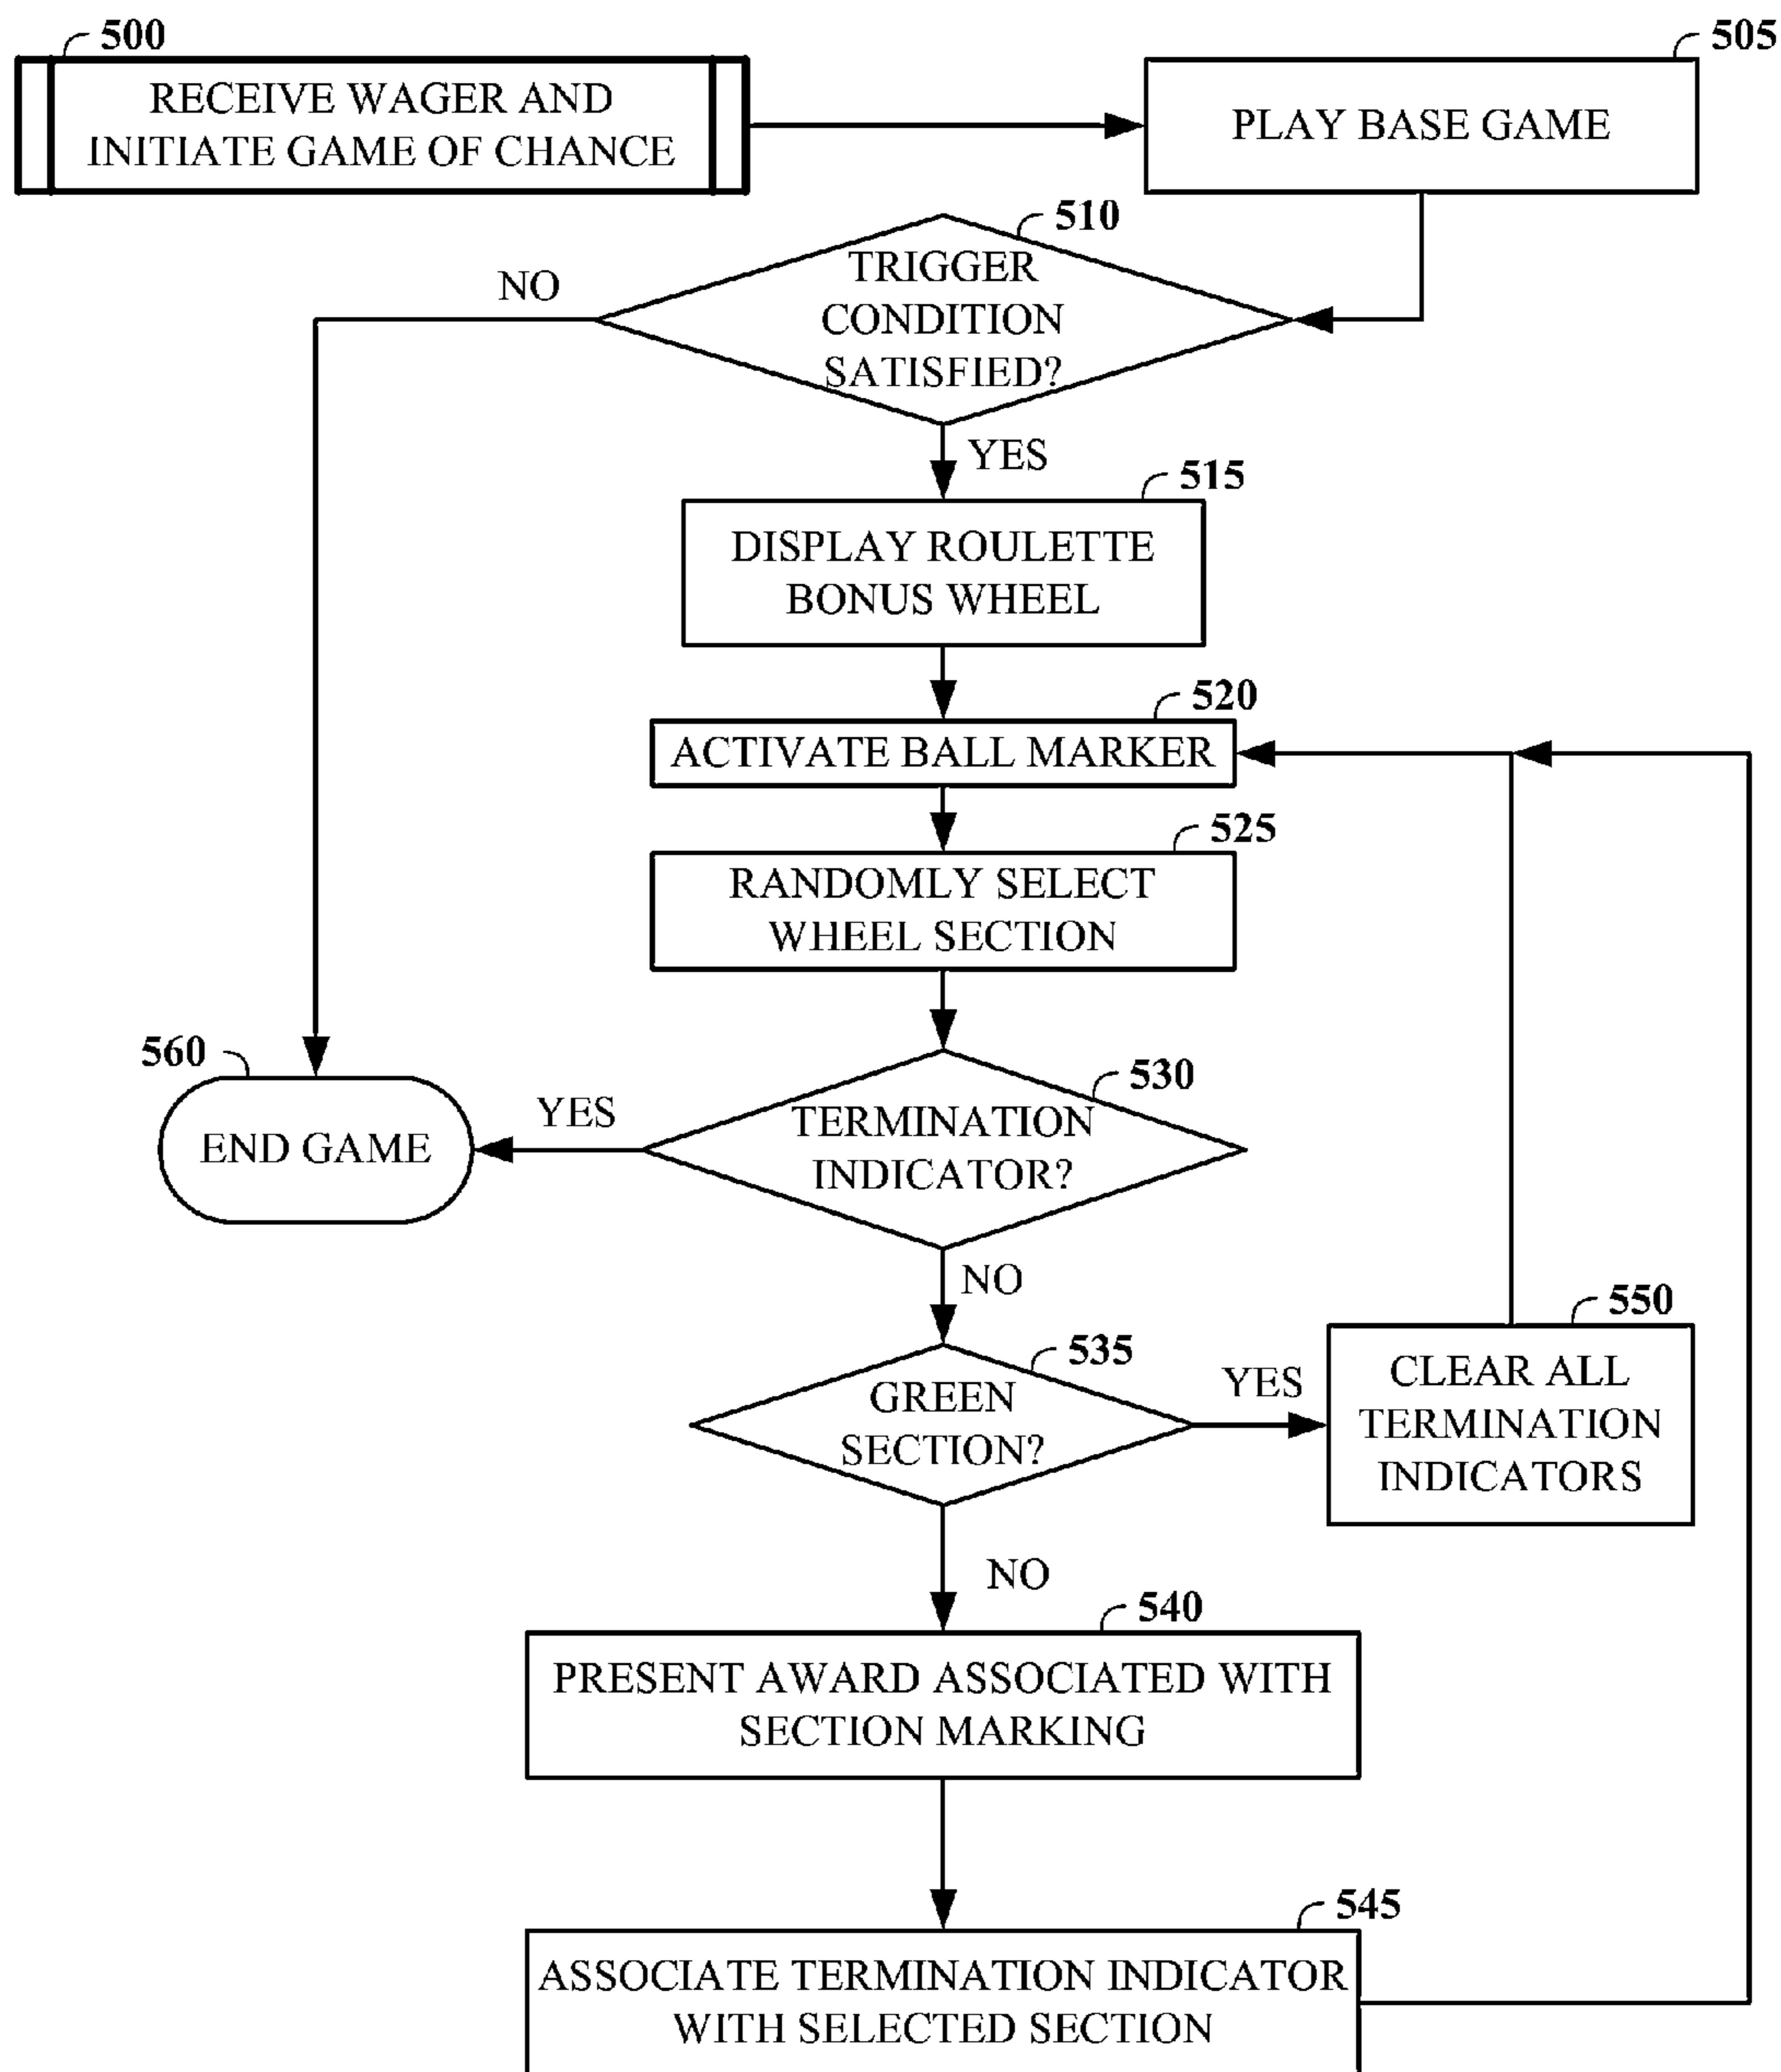 500
RECEIVE WAGER AND
INITIATE GAME OF CHANCE
505
PLAY BASE GAME
510
TRIGGER
CONDITION
SATISFIED?
NO
YES
515
DISPLAY ROULETTE
BONUS WHEEL
520
ACTIVATE BALL MARKER
525
RANDOMLY SELECT
WHEEL SECTION
530
TERMINATION
INDICATOR?
YES
560
END GAME
NO
535
GREEN
SECTION?
YES
550
CLEAR ALL
TERMINATION
INDICATORS
NO
540
PRESENT AWARD ASSOCIATED WITH
SECTION MARKING
545
ASSOCIATE TERMINATION INDICATOR
WITH SELECTED SECTION